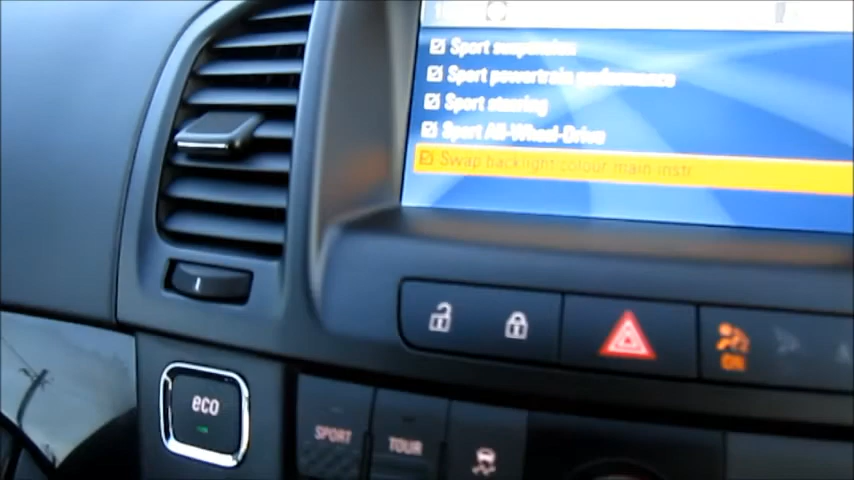 Sport suspension
Sport powertrain performance
Sport steering
Sport All-Wheel-Drive
Swap backlight colour main instr.
ON
eco
SPORT
TOUR